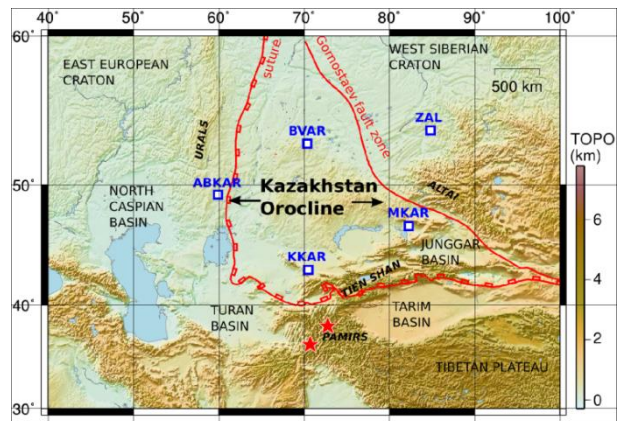 40° 50° 60° 70° 80° 90° 100°
60°
50°
40°
30°
EAST EUROPEAN
CRATON
URALS
suture
Gornostaev fault zone
WEST SIBERIAN
CRATON
500 km
BVAR
ZAL
ABKAR
NORTH
CASPIAN
BASIN
Kazakhstan
Orocline
ALTAI
MKAR
JUNGGAR
BASIN
KKAR
TIEN SHAN
TURAN
BASIN
TARIM
BASIN
PAMIRS
TIBETAN PLATEAU
TOPO
(km)
6
4
2
0